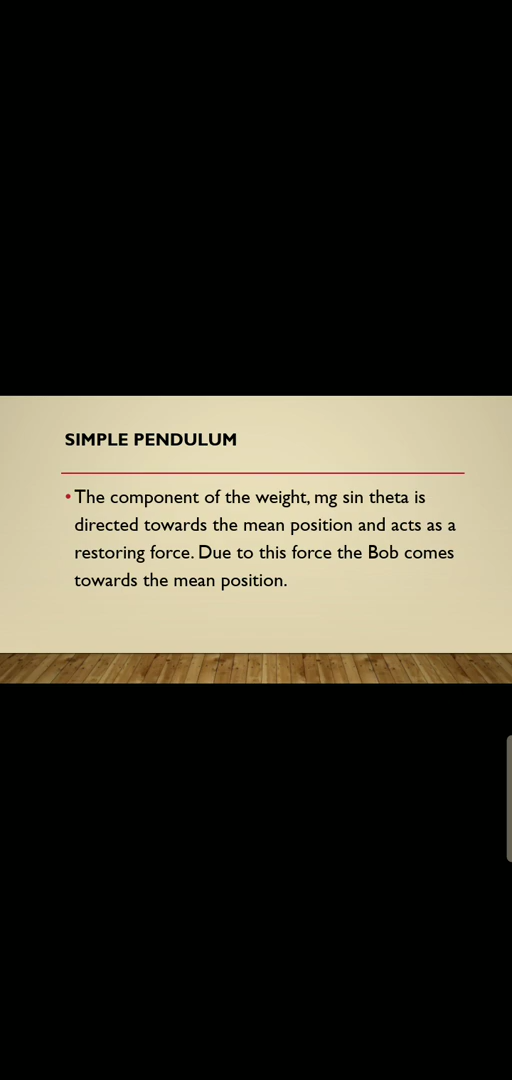 SIMPLE PENDULUM
• The component of the weight, mg sin theta is
directed towards the mean position and acts as a
restoring force. Due to this force the Bob comes
towards the mean position.